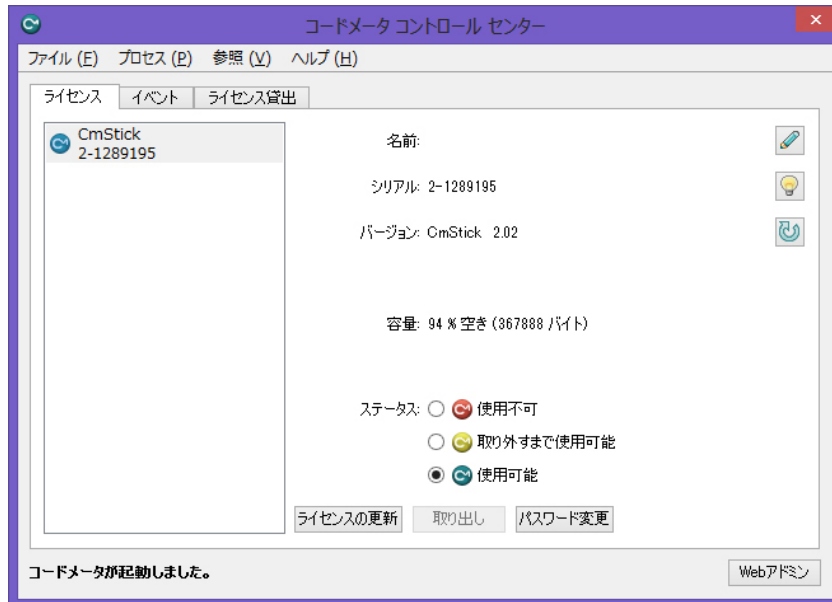 コードメータ コントロール センター
ファイル (F) プロセス (P) 参照 (V) ヘルプ (H)
ライセンス イベント ライセンス貸出
CmStick
2-1289195
名前:
シリアル: 2-1289195
バージョン: CmStick 2.02
容量: 94 % 空き (367888 バイト)
ステータス: 使用不可
取り外すまで使用可能
使用可能
ライセンスの更新 取り出し パスワード変更
コードメータが起動しました。 Webアドミン